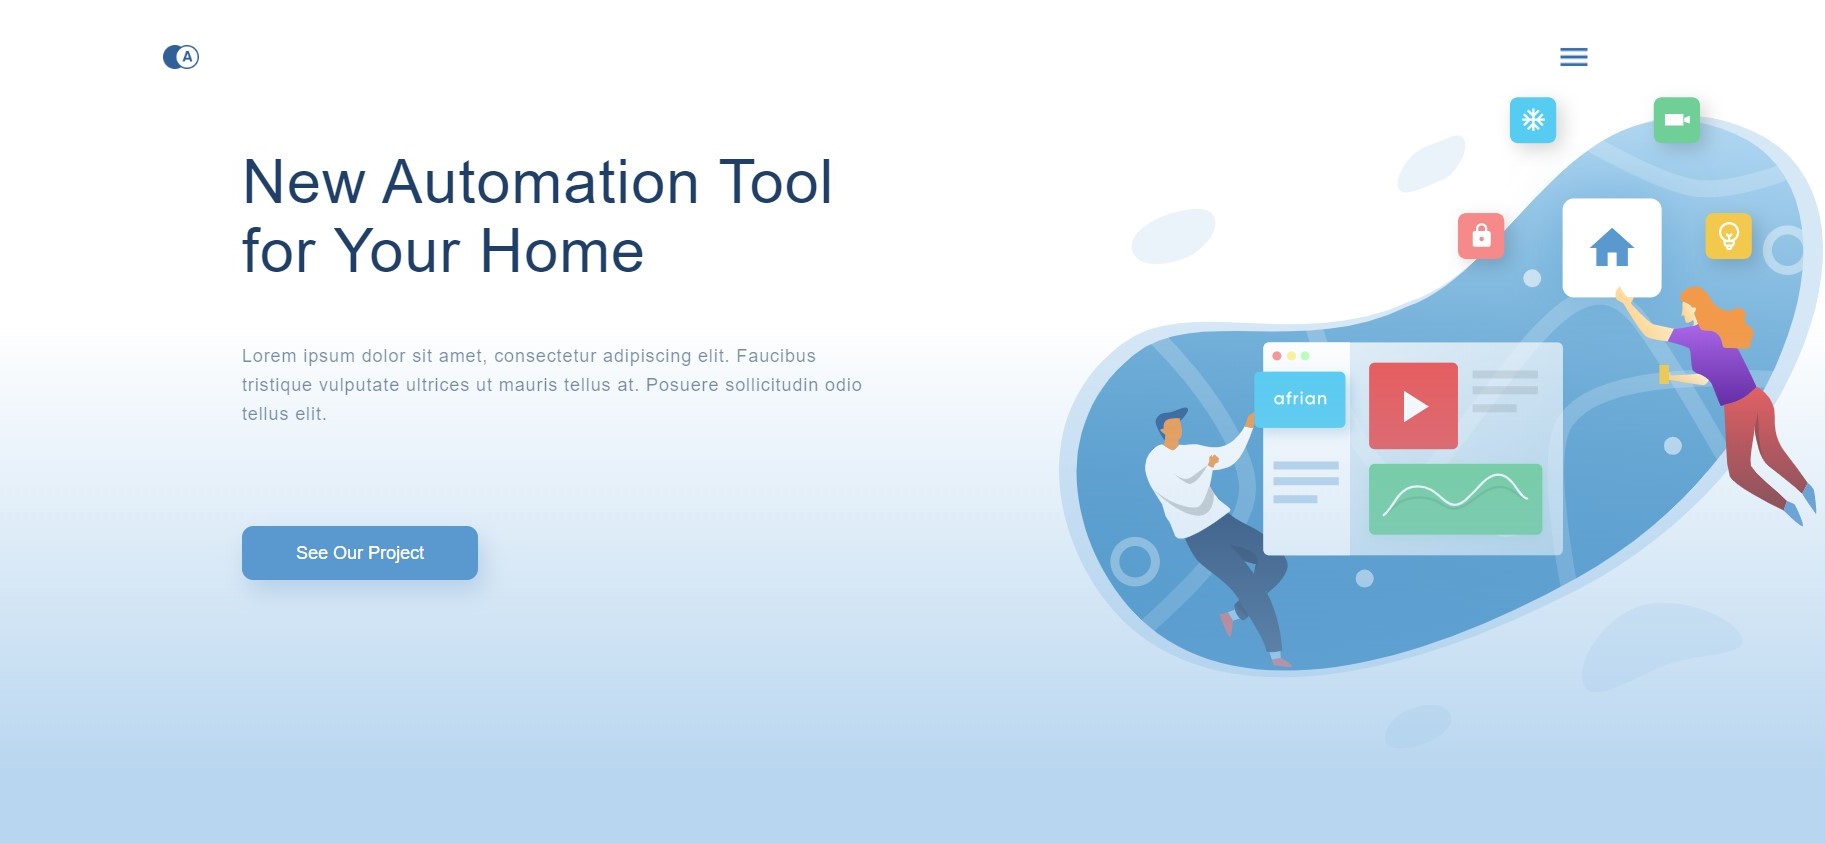 A
New Automation Tool
for Your Home
Lorem ipsum dolor sit amet, consectetur adipiscing elit. Faucibus
tristique vulputate ultrices ut mauris tellus at. Posuere sollicitudin odio
tellus elit.
See Our Project
afrian